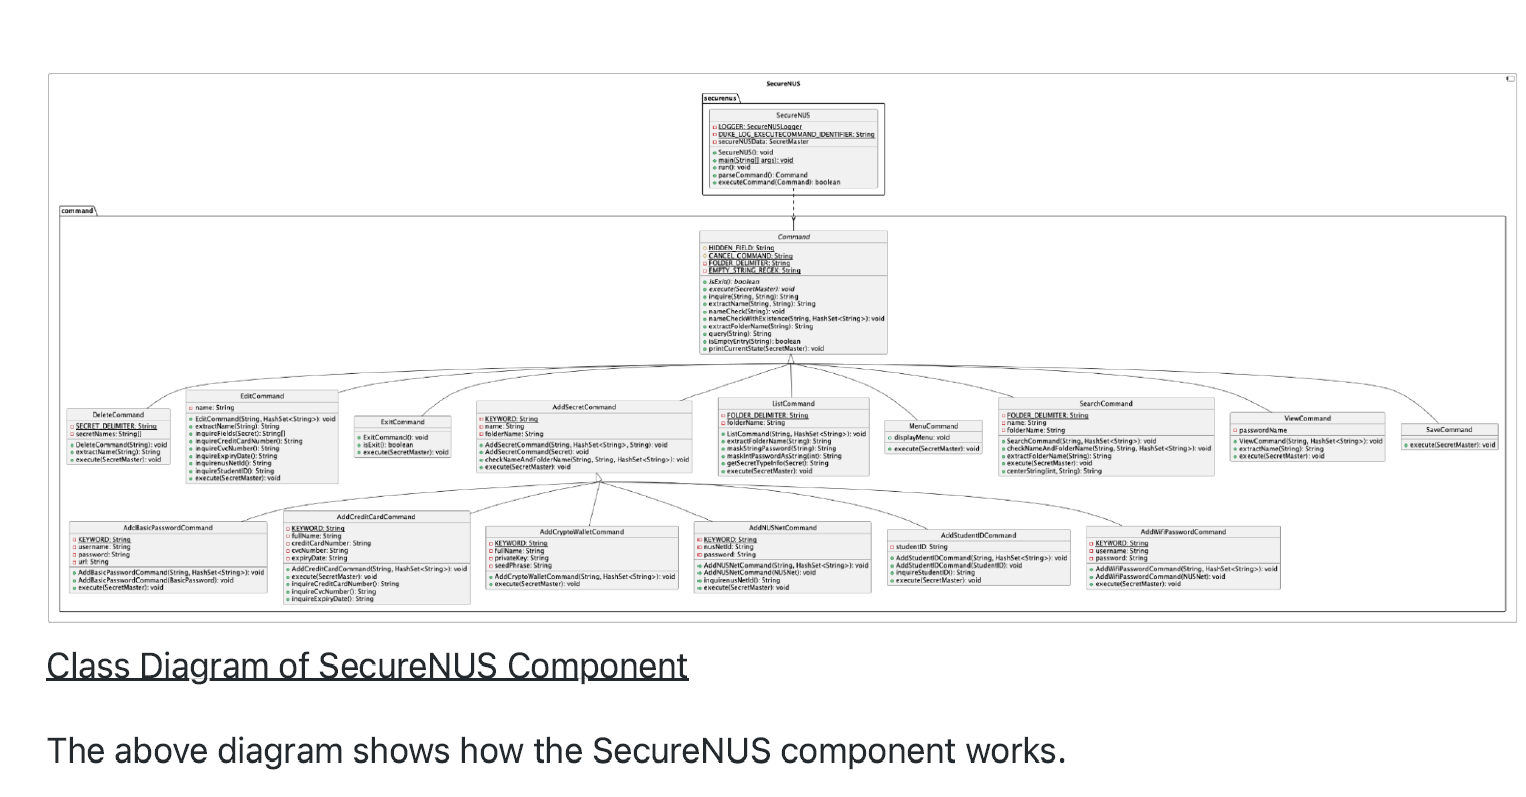 SecureNUS
securenus
SecureNUS
LOGGER: SecureNUSLogger
DUKE_LOG_EXECUTECOMMAND_IDENTIFIER: String
secureNUSData: SecretMaster
SecureNUS(): void
main(String[] args): void
run(): void
parseCommand(): Command
executeCommand(Command): boolean
command
Command
HIDDEN_FIELD: String
CANCEL_COMMAND: String
FOLDER_DELIMITER: String
EMPTY_STRING_REGEX: String
isExit(): boolean
execute(SecretMaster): void
inquire(String, String): String
extractName(String, String): String
nameCheck(String): void
nameCheckWithExistence(String, HashSet<String>): void
extractFolderName(String): String
query(String): String
isEmptyEntry(String): boolean
printCurrentState(SecretMaster): void
DeleteCommand
SECRET_DELIMITER: String
secretNames: String[]
DeleteCommand(String): void
extractName(String): String
execute(SecretMaster): void
EditCommand
name: String
EditCommand(String, HashSet<String>): void
extractName(String): String
inquireFields(Secret): String[]
inquireCreditCardNumber(): String
inquireCvcNumber(): String
inquireExpiryDate(): String
inquirenusNetId(): String
inquireStudentID(): String
execute(SecretMaster): void
ExitCommand
ExitCommand(): void
isExit(): boolean
execute(SecretMaster): void
AddSecretCommand
KEYWORD: String
name: String
folderName: String
AddSecretCommand(String, HashSet<String>, String): void
AddSecretCommand(Secret): void
checkNameAndFolderName(String, String, HashSet<String>): void
execute(SecretMaster): void
ListCommand
FOLDER_DELIMITER: String
folderName: String
ListCommand(String, HashSet<String>): void
extractFolderName(String): String
maskStringPassword(String): String
maskIntPasswordAsString(int): String
getSecretTypeInfo(Secret): String
execute(SecretMaster): void
MenuCommand
displayMenu: void
execute(SecretMaster): void
SearchCommand
FOLDER_DELIMITER: String
name: String
folderName: String
SearchCommand(String, HashSet<String>): void
checkNameAndFolderName(String, String, HashSet<String>): void
extractFolderName(String): String
execute(SecretMaster): void
centerString(int, String): String
ViewCommand
passwordName
ViewCommand(String, HashSet<String>): void
extractName(String): String
execute(SecretMaster): void
SaveCommand
execute(SecretMaster): void
AddBasicPasswordCommand
KEYWORD: String
username: String
password: String
url: String
AddBasicPasswordCommand(String, HashSet<String>): void
AddBasicPasswordCommand(BasicPassword): void
execute(SecretMaster): void
AddCreditCardCommand
KEYWORD: String
fullName: String
creditCardNumber: String
cvcNumber: String
expiryDate: String
AddCreditCardCommand(String, HashSet<String>): void
execute(SecretMaster): void
inquireCreditCardNumber(): String
inquireCvcNumber(): String
inquireExpiryDate(): String
AddCryptoWalletCommand
KEYWORD: String
fullName: String
privateKey: String
seedPhrase: String
AddCryptoWalletCommand(String, HashSet<String>): void
execute(SecretMaster): void
AddNUSNetCommand
KEYWORD: String
nusNetId: String
password: String
AddNUSNetCommand(String, HashSet<String>): void
AddNUSNetCommand(NUSNet): void
inquirenusNetId(): String
execute(SecretMaster): void
AddStudentIDCommand
studentID: String
AddStudentIDCommand(String, HashSet<String>): void
AddStudentIDCommand(StudentID): void
inquireStudentID(): String
execute(SecretMaster): void
AddWifiPasswordCommand
KEYWORD: String
username: String
password: String
AddWifiPasswordCommand(String, HashSet<String>): void
AddWifiPasswordCommand(NUSNet): void
execute(SecretMaster): void
Class Diagram of SecureNUS Component
The above diagram shows how the SecureNUS component works.